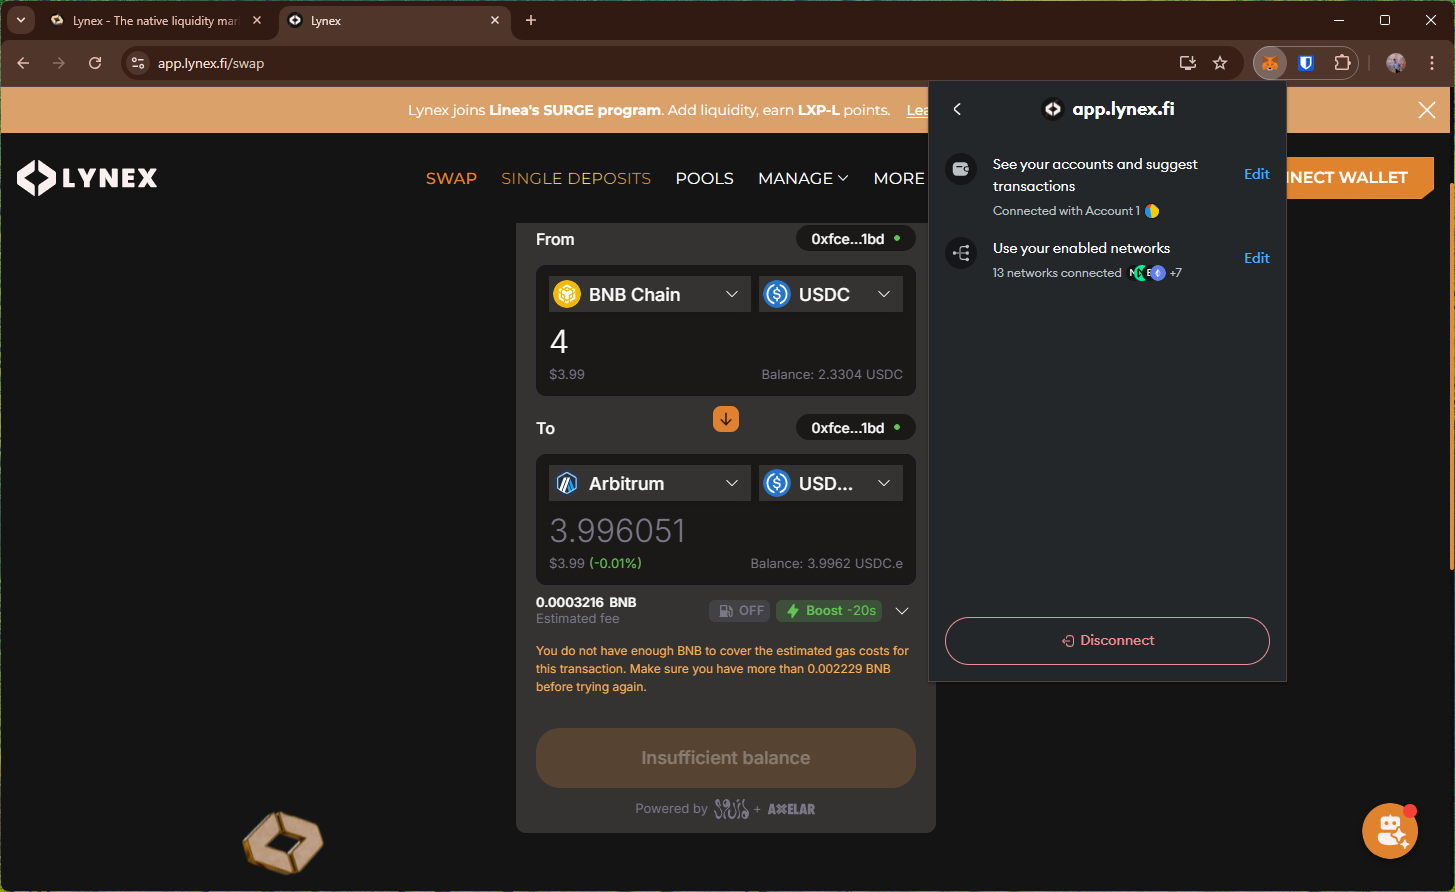 Lynex - The native liquidity mar
Lynex
app.lynex.fi/swap
Lynex joins Linea's SURGE program. Add liquidity, earn LXP-L points. Lea
LYNEX
SWAP SINGLE DEPOSITS POOLS MANAGE MORE
NNECT WALLET
From 0xfce...1bd
BNB Chain USDC
4
$3.99 Balance: 2.3304 USDC
To 0xfce...1bd
Arbitrum USD...
3.996051
$3.99 (-0.01%) Balance: 3.9962 USDC.e
0.0003216 BNB
Estimated fee
OFF Boost -20s
You do not have enough BNB to cover the estimated gas costs for
this transaction. Make sure you have more than 0.002229 BNB
before trying again.
Insufficient balance
Powered by + AXELAR
app.lynex.fi
See your accounts and suggest
transactions
Edit
Connected with Account 1
Use your enabled networks
Edit
13 networks connected +7
Disconnect